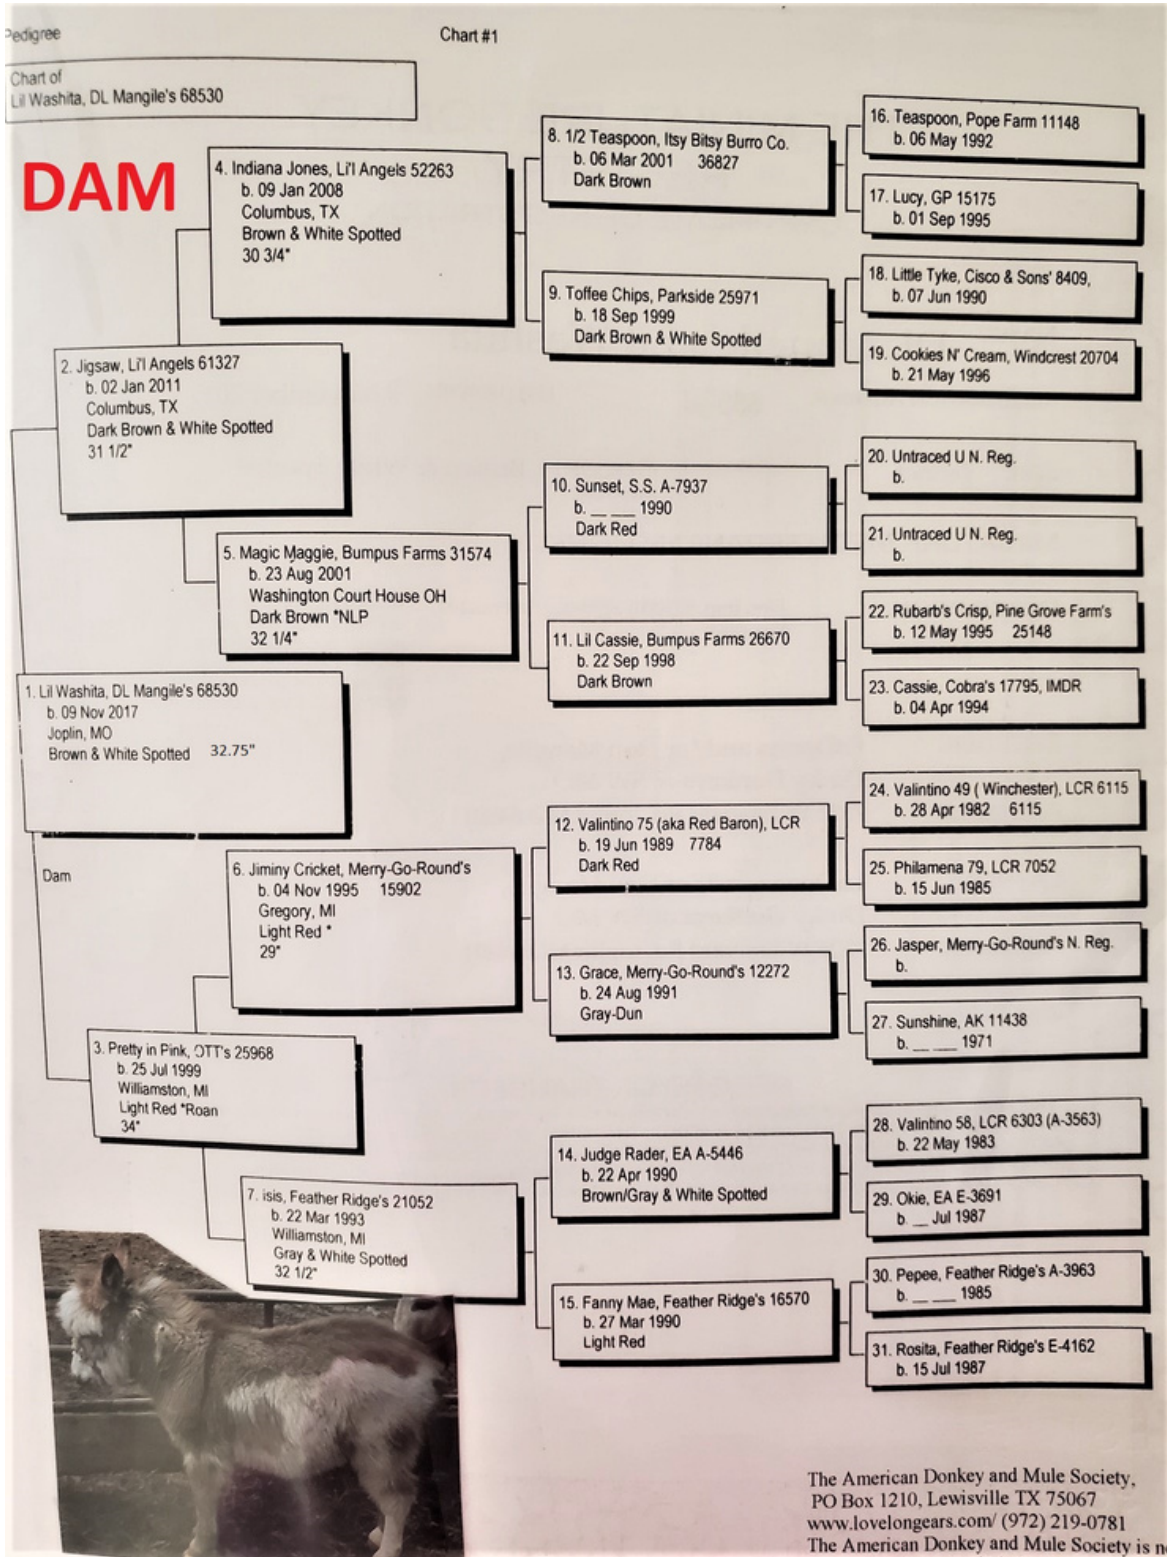 Pedigree
Chart #1
Chart of
Lil Washita, DL Mangile's 68530
DAM
1. Lil Washita, DL Mangile's 68530
b. 09 Nov 2017
Joplin, MO
Brown & White Spotted 32.75"
Dam
2. Jigsaw, Li'l Angels 61327
b. 02 Jan 2011
Columbus, TX
Dark Brown & White Spotted
31 1/2"
3. Pretty in Pink, OTT's 25968
b. 25 Jul 1999
Williamston, MI
Light Red *Roan
34"
4. Indiana Jones, Li'l Angels 52263
b. 09 Jan 2008
Columbus, TX
Brown & White Spotted
30 3/4"
5. Magic Maggie, Bumpus Farms 31574
b. 23 Aug 2001
Washington Court House OH
Dark Brown *NLP
32 1/4"
6. Jiminy Cricket, Merry-Go-Round's
b. 04 Nov 1995 15902
Gregory, MI
Light Red *
29"
7. isis, Feather Ridge's 21052
b. 22 Mar 1993
Williamston, MI
Gray & White Spotted
32 1/2"
8. 1/2 Teaspoon, Itsy Bitsy Burro Co.
b. 06 Mar 2001 36827
Dark Brown
9. Toffee Chips, Parkside 25971
b. 18 Sep 1999
Dark Brown & White Spotted
10. Sunset, S.S. A-7937
b. __ ___ 1990
Dark Red
11. Lil Cassie, Bumpus Farms 26670
b. 22 Sep 1998
Dark Brown
12. Valintino 75 (aka Red Baron), LCR
b. 19 Jun 1989 7784
Dark Red
13. Grace, Merry-Go-Round's 12272
b. 24 Aug 1991
Gray-Dun
14. Judge Rader, EA A-5446
b. 22 Apr 1990
Brown/Gray & White Spotted
15. Fanny Mae, Feather Ridge's 16570
b. 27 Mar 1990
Light Red
16. Teaspoon, Pope Farm 11148
b. 06 May 1992
17. Lucy, GP 15175
b. 01 Sep 1995
18. Little Tyke, Cisco & Sons' 8409,
b. 07 Jun 1990
19. Cookies N' Cream, Windcrest 20704
b. 21 May 1996
20. Untraced U N. Reg.
b.
21. Untraced U N. Reg.
b.
22. Rubarb's Crisp, Pine Grove Farm's
b. 12 May 1995 25148
23. Cassie, Cobra's 17795, IMDR
b. 04 Apr 1994
24. Valintino 49 ( Winchester), LCR 6115
b. 28 Apr 1982 6115
25. Philamena 79, LCR 7052
b. 15 Jun 1985
26. Jasper, Merry-Go-Round's N. Reg.
b.
27. Sunshine, AK 11438
b. __ ___ 1971
28. Valintino 58, LCR 6303 (A-3563)
b. 22 May 1983
29. Okie, EA E-3691
b. __ Jul 1987
30. Pepee, Feather Ridge's A-3963
b. __ ___ 1985
31. Rosita, Feather Ridge's E-4162
b. 15 Jul 1987
The American Donkey and Mule Society,
PO Box 1210, Lewisville TX 75067
www.lovelongears.com/ (972) 219-0781
The American Donkey and Mule Society is